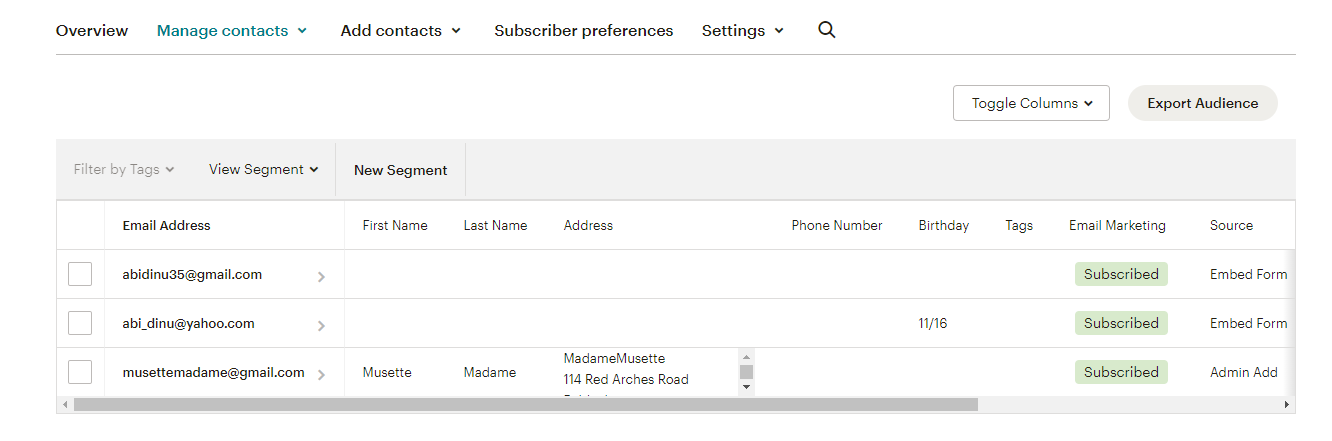 Overview Manage contacts Add contacts Subscriber preferences Settings
Toggle Columns Export Audience
Filter by Tags View Segment New Segment
Email Address First Name Last Name Address Phone Number Birthday Tags Email Marketing Source
abidinu35@gmail.com Subscribed Embed Form
abi_dinu@yahoo.com 11/16 Subscribed Embed Form
musettemadame@gmail.com Musette Madame MadameMusette Subscribed Admin Add
114 Red Arches Road